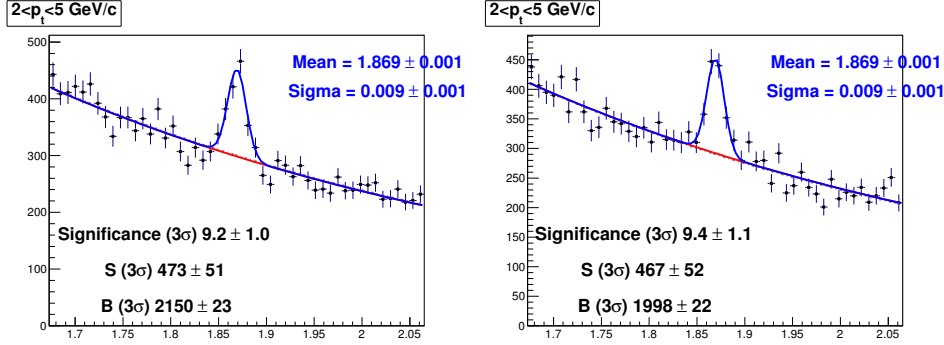 2<p_t<5 GeV/c
500
400
300
200
100
0
Mean = 1.869 ± 0.001
Sigma = 0.009 ± 0.001
Significance (3σ) 9.2 ± 1.0
S (3σ) 473 ± 51
B (3σ) 2150 ± 23
1.7 1.75 1.8 1.85 1.9 1.95 2 2.05
2<p_t<5 GeV/c
450
400
350
300
250
200
150
100
50
0
Mean = 1.869 ± 0.001
Sigma = 0.009 ± 0.001
Significance (3σ) 9.4 ± 1.1
S (3σ) 467 ± 52
B (3σ) 1998 ± 22
1.7 1.75 1.8 1.85 1.9 1.95 2 2.05